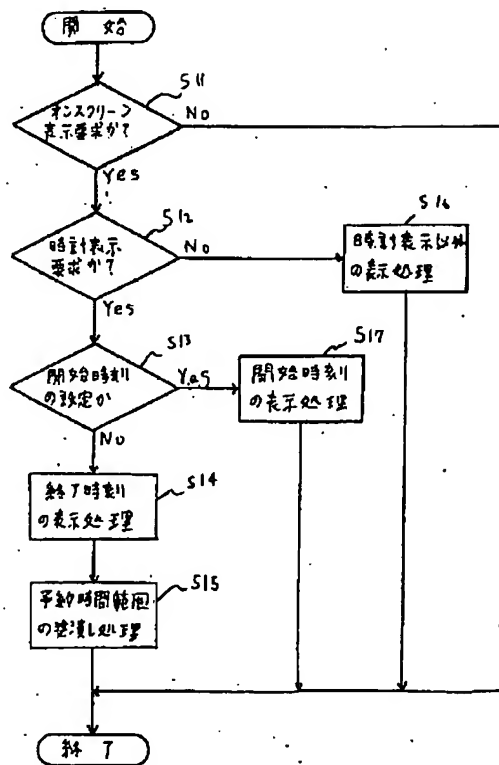 開始
S11
オンスクリーン
表示要求か?
No
Yes
S12
時計表示
要求か?
No
Yes
S16
時計表示以外
の表示処理
S13
開始時刻
の設定か
Yes
No
S17
開始時刻
の表示処理
S14
終了時刻
の表示処理
S15
予約時間範囲
の塗潰し処理
終了